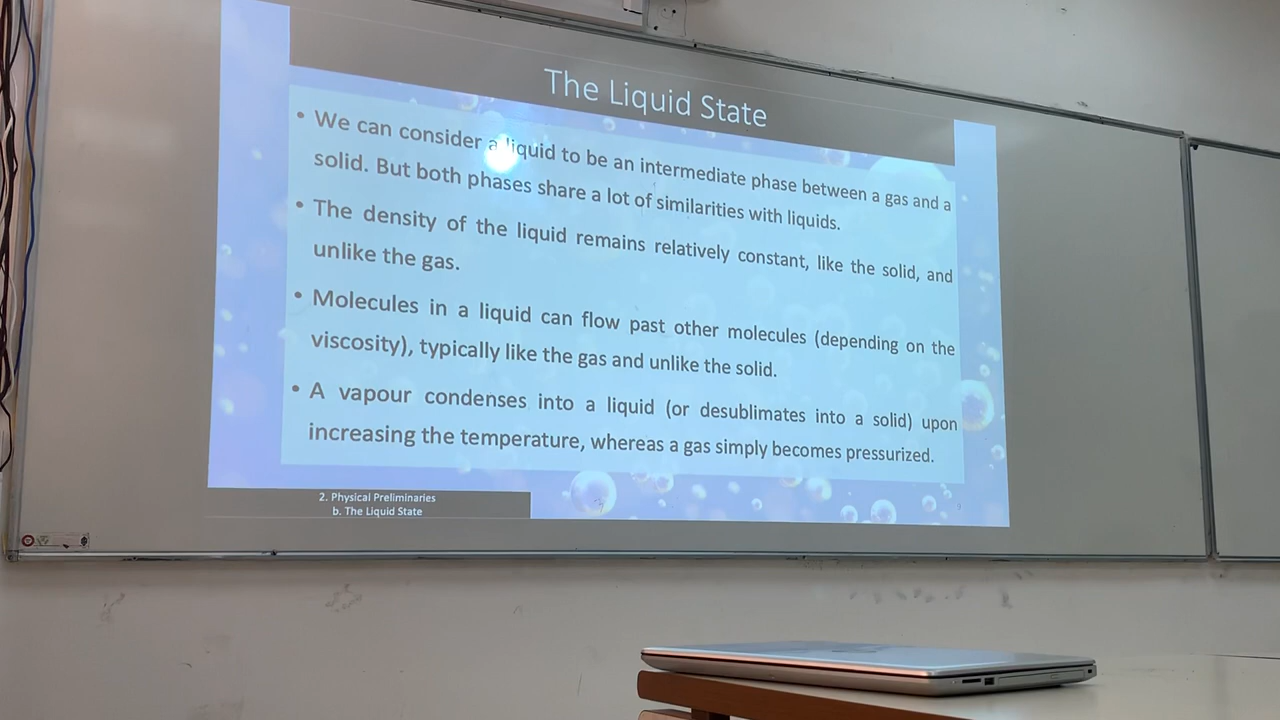 The Liquid State
• We can consider a liquid to be an intermediate phase between a gas and a
solid. But both phases share a lot of similarities with liquids.
• The density of the liquid remains relatively constant, like the solid, and
unlike the gas.
• Molecules in a liquid can flow past other molecules (depending on the
viscosity), typically like the gas and unlike the solid.
• A vapour condenses into a liquid (or desublimates into a solid) upon
increasing the temperature, whereas a gas simply becomes pressurized.
2. Physical Preliminaries
b. The Liquid State